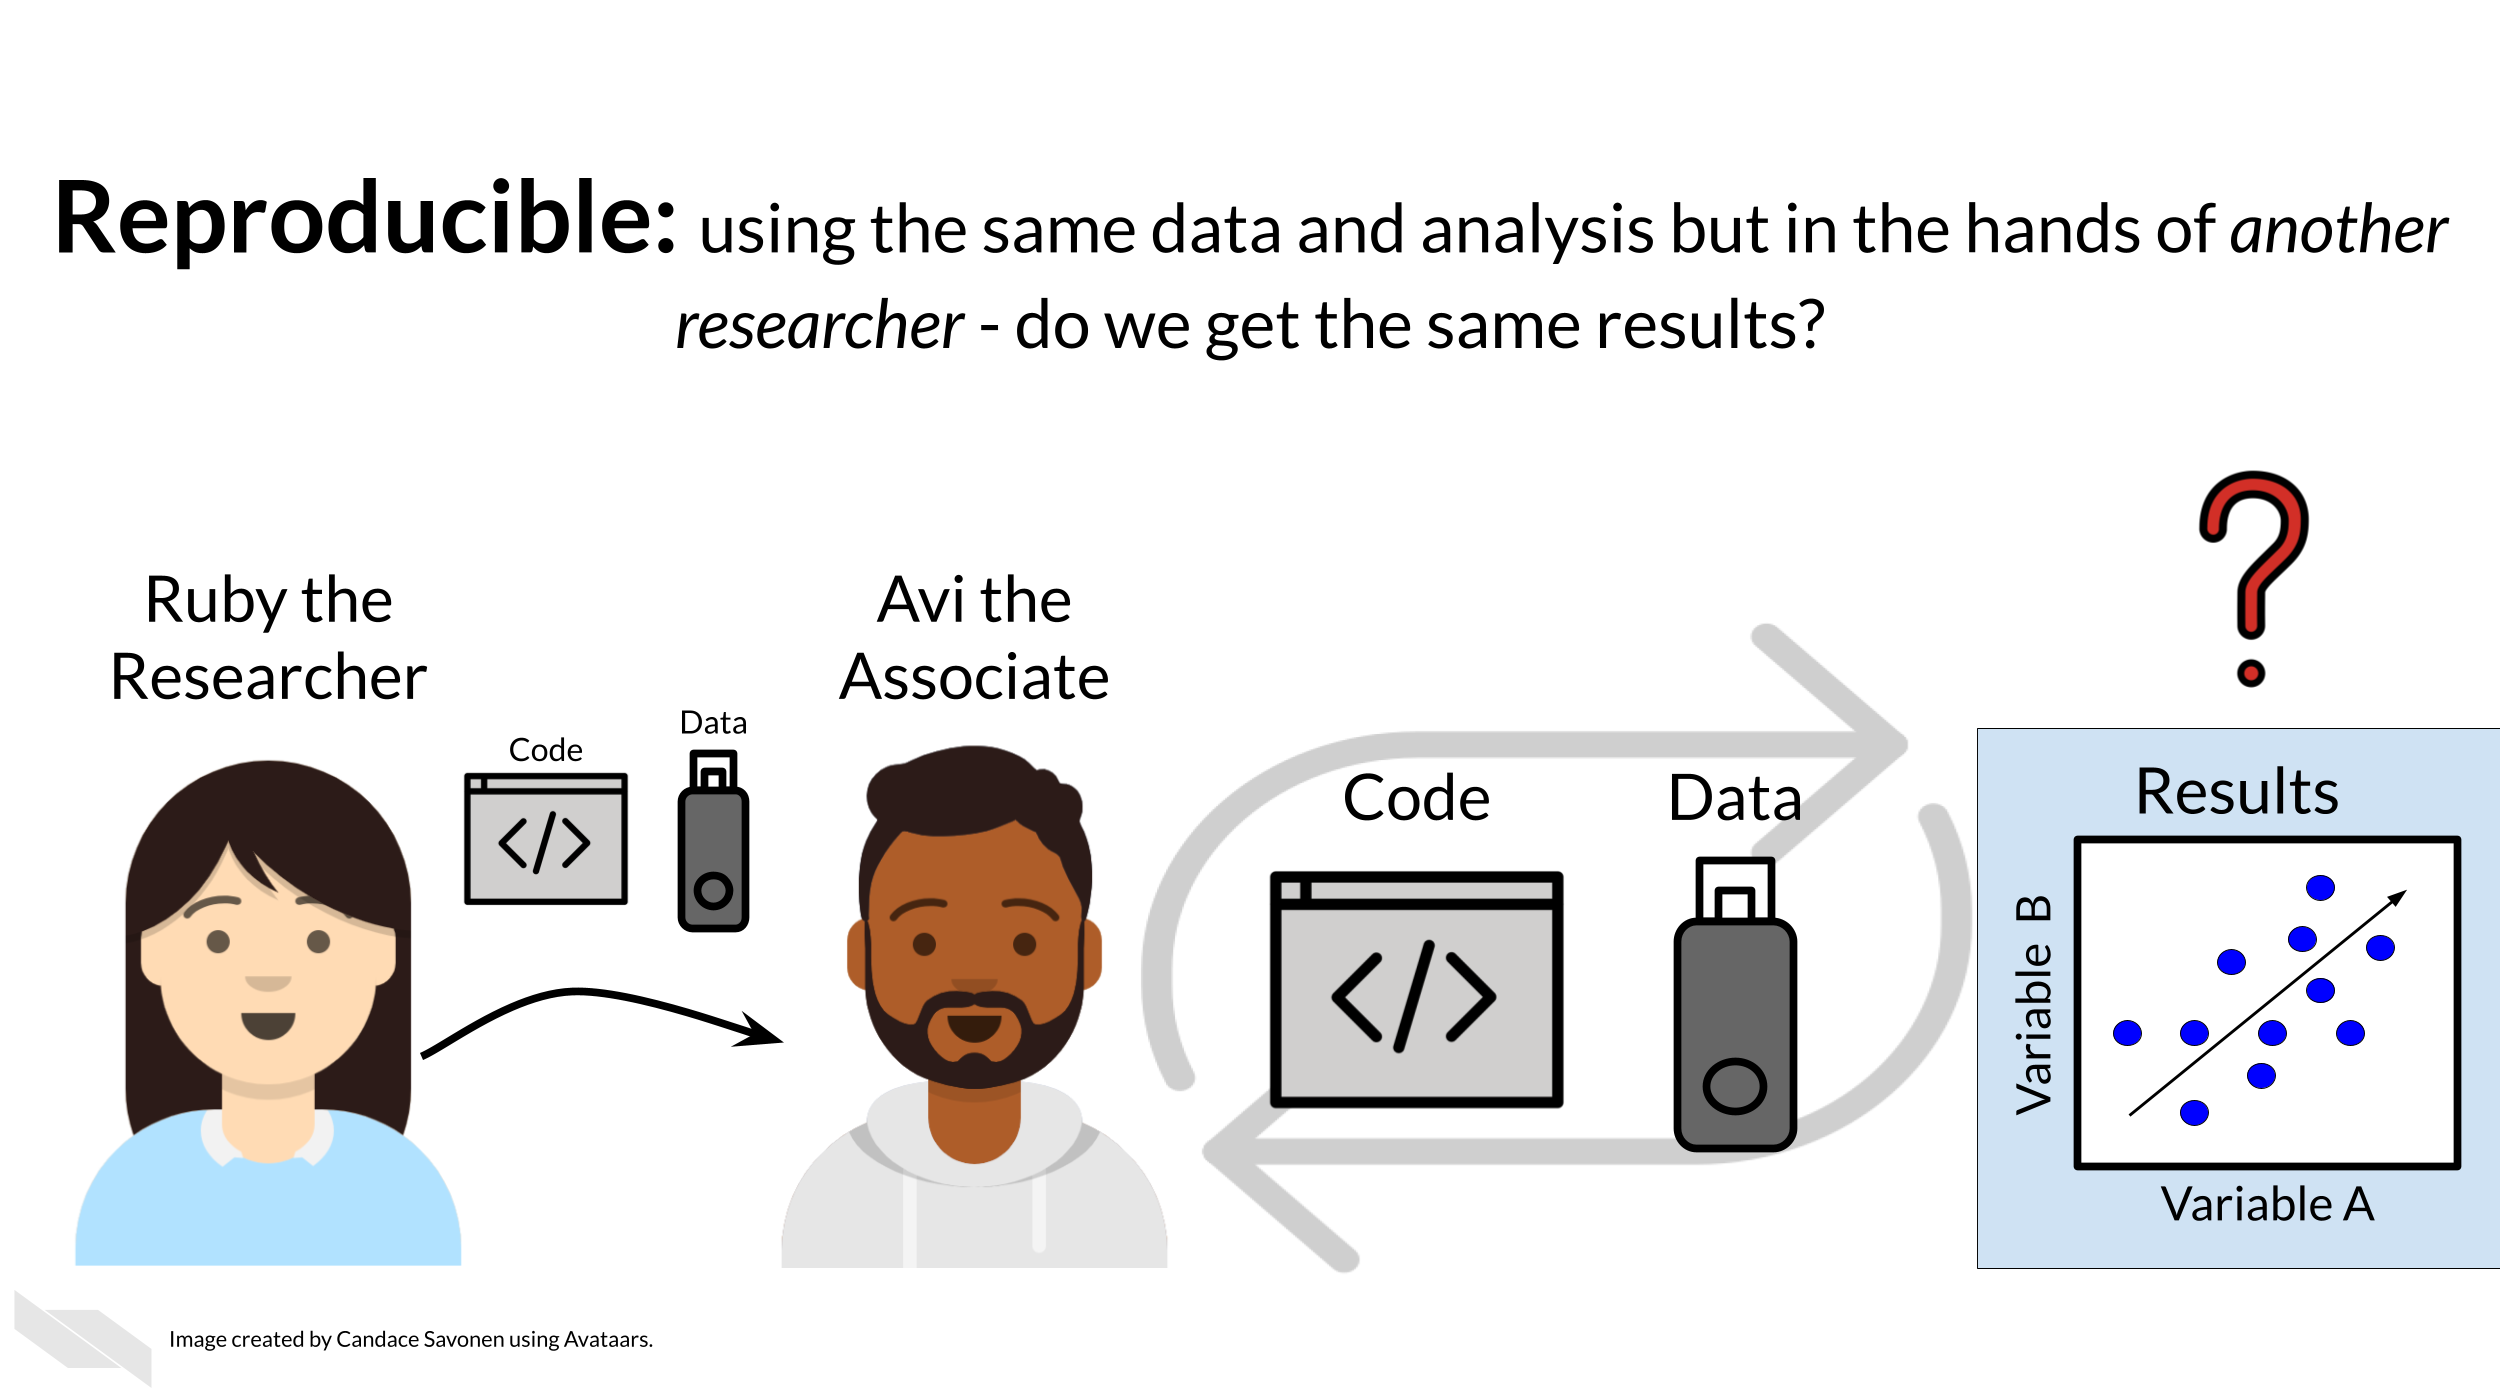 Reproducible: using the same data and analysis but in the hands of another
researcher - do we get the same results?
Ruby the
Researcher
Code
Data
Avi the
Associate
Code
Data
Results
Variable B
Variable A
Image created by Candace Savonen using Avataars.